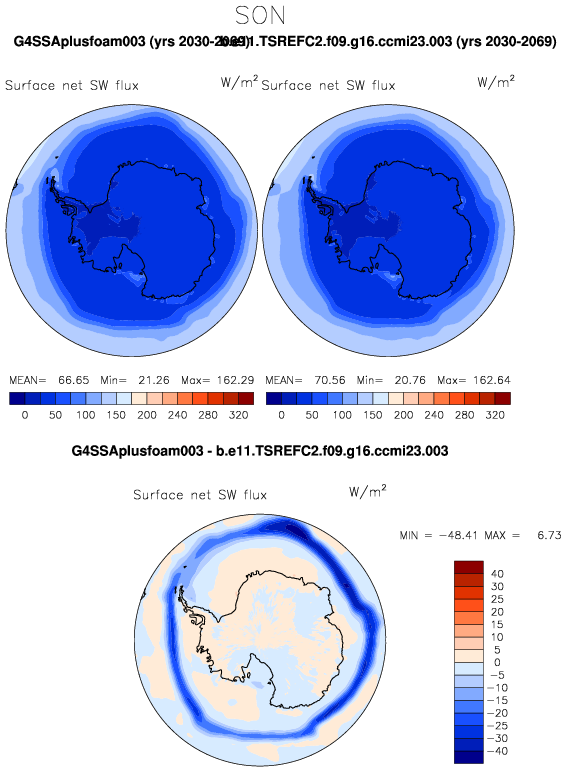 SON
G4SSAplusfoam003 (yrs 2030-2069)
b.e11.TSREFC2.f09.g16.ccmi23.003 (yrs 2030-2069)
Surface net SW flux W/m²
Surface net SW flux W/m²
MEAN= 66.65 Min= 21.26 Max= 162.29
MEAN= 70.56 Min= 20.76 Max= 162.64
0 50 100 150 200 240 280 320
0 50 100 150 200 240 280 320
G4SSAplusfoam003 - b.e11.TSREFC2.f09.g16.ccmi23.003
Surface net SW flux W/m²
MIN = -48.41 MAX = 6.73
40
30
25
20
15
10
5
0
-5
-10
-15
-20
-25
-30
-40